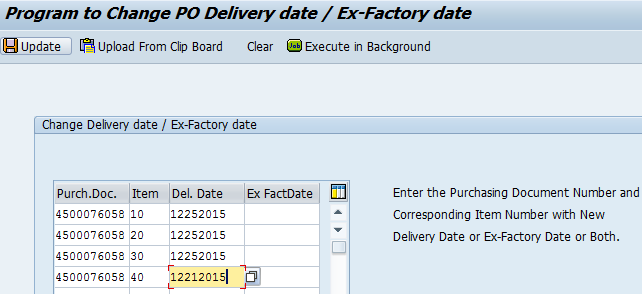 Program to Change PO Delivery date / Ex-Factory date
Update Upload From Clip Board Clear Job Execute in Background
Change Delivery date / Ex-Factory date
Purch.Doc. Item Del. Date Ex FactDate
4500076058 10 12252015
4500076058 20 12252015
4500076058 30 12252015
4500076058 40 12212015
Enter the Purchasing Document Number and
Corresponding Item Number with New
Delivery Date or Ex-Factory Date or Both.